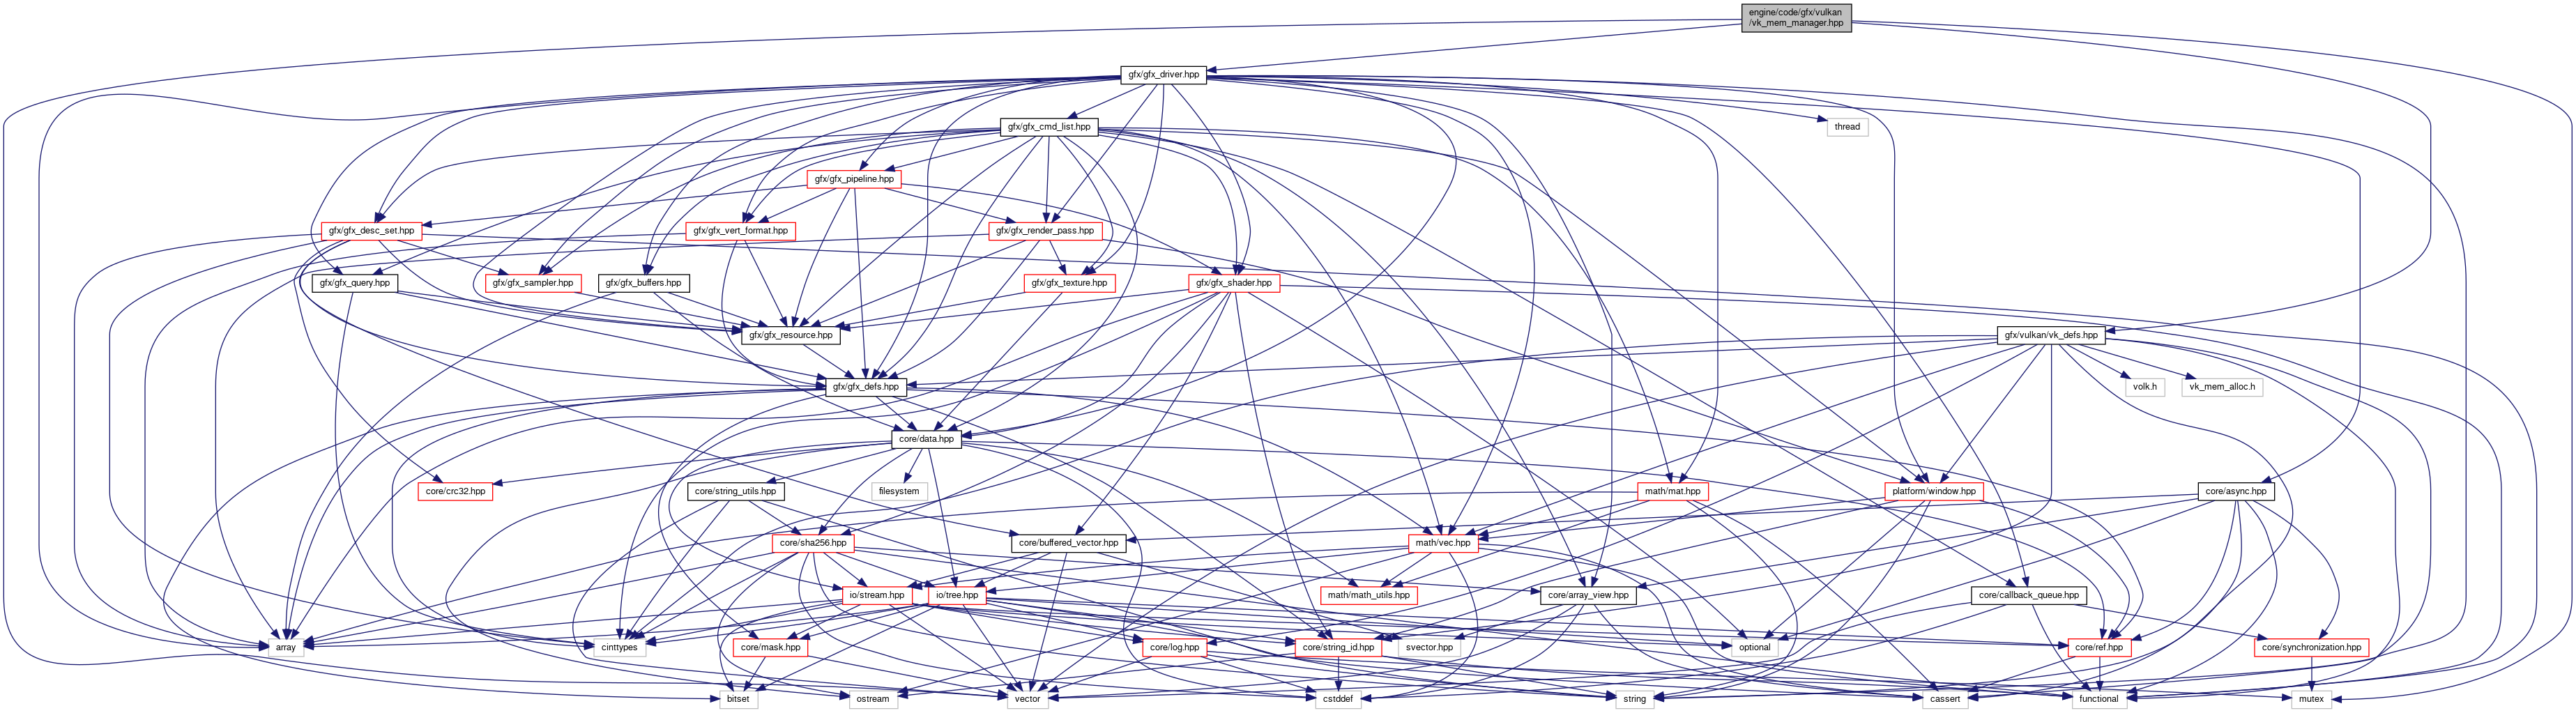 engine/code/gfx/vulkan
/vk_mem_manager.hpp
gfx/gfx_driver.hpp
gfx/gfx_cmd_list.hpp
thread
gfx/gfx_pipeline.hpp
gfx/gfx_desc_set.hpp
gfx/gfx_vert_format.hpp
gfx/gfx_render_pass.hpp
gfx/gfx_query.hpp
gfx/gfx_sampler.hpp
gfx/gfx_buffers.hpp
gfx/gfx_texture.hpp
gfx/gfx_shader.hpp
gfx/gfx_resource.hpp
gfx/vulkan/vk_defs.hpp
gfx/gfx_defs.hpp
volk.h
vk_mem_alloc.h
core/data.hpp
core/crc32.hpp
core/string_utils.hpp
filesystem
math/mat.hpp
platform/window.hpp
core/async.hpp
core/sha256.hpp
core/buffered_vector.hpp
math/vec.hpp
io/stream.hpp
io/tree.hpp
math/math_utils.hpp
core/array_view.hpp
core/callback_queue.hpp
array
cinttypes
core/mask.hpp
core/log.hpp
core/string_id.hpp
svector.hpp
optional
core/ref.hpp
core/synchronization.hpp
bitset
ostream
vector
cstddef
string
cassert
functional
mutex